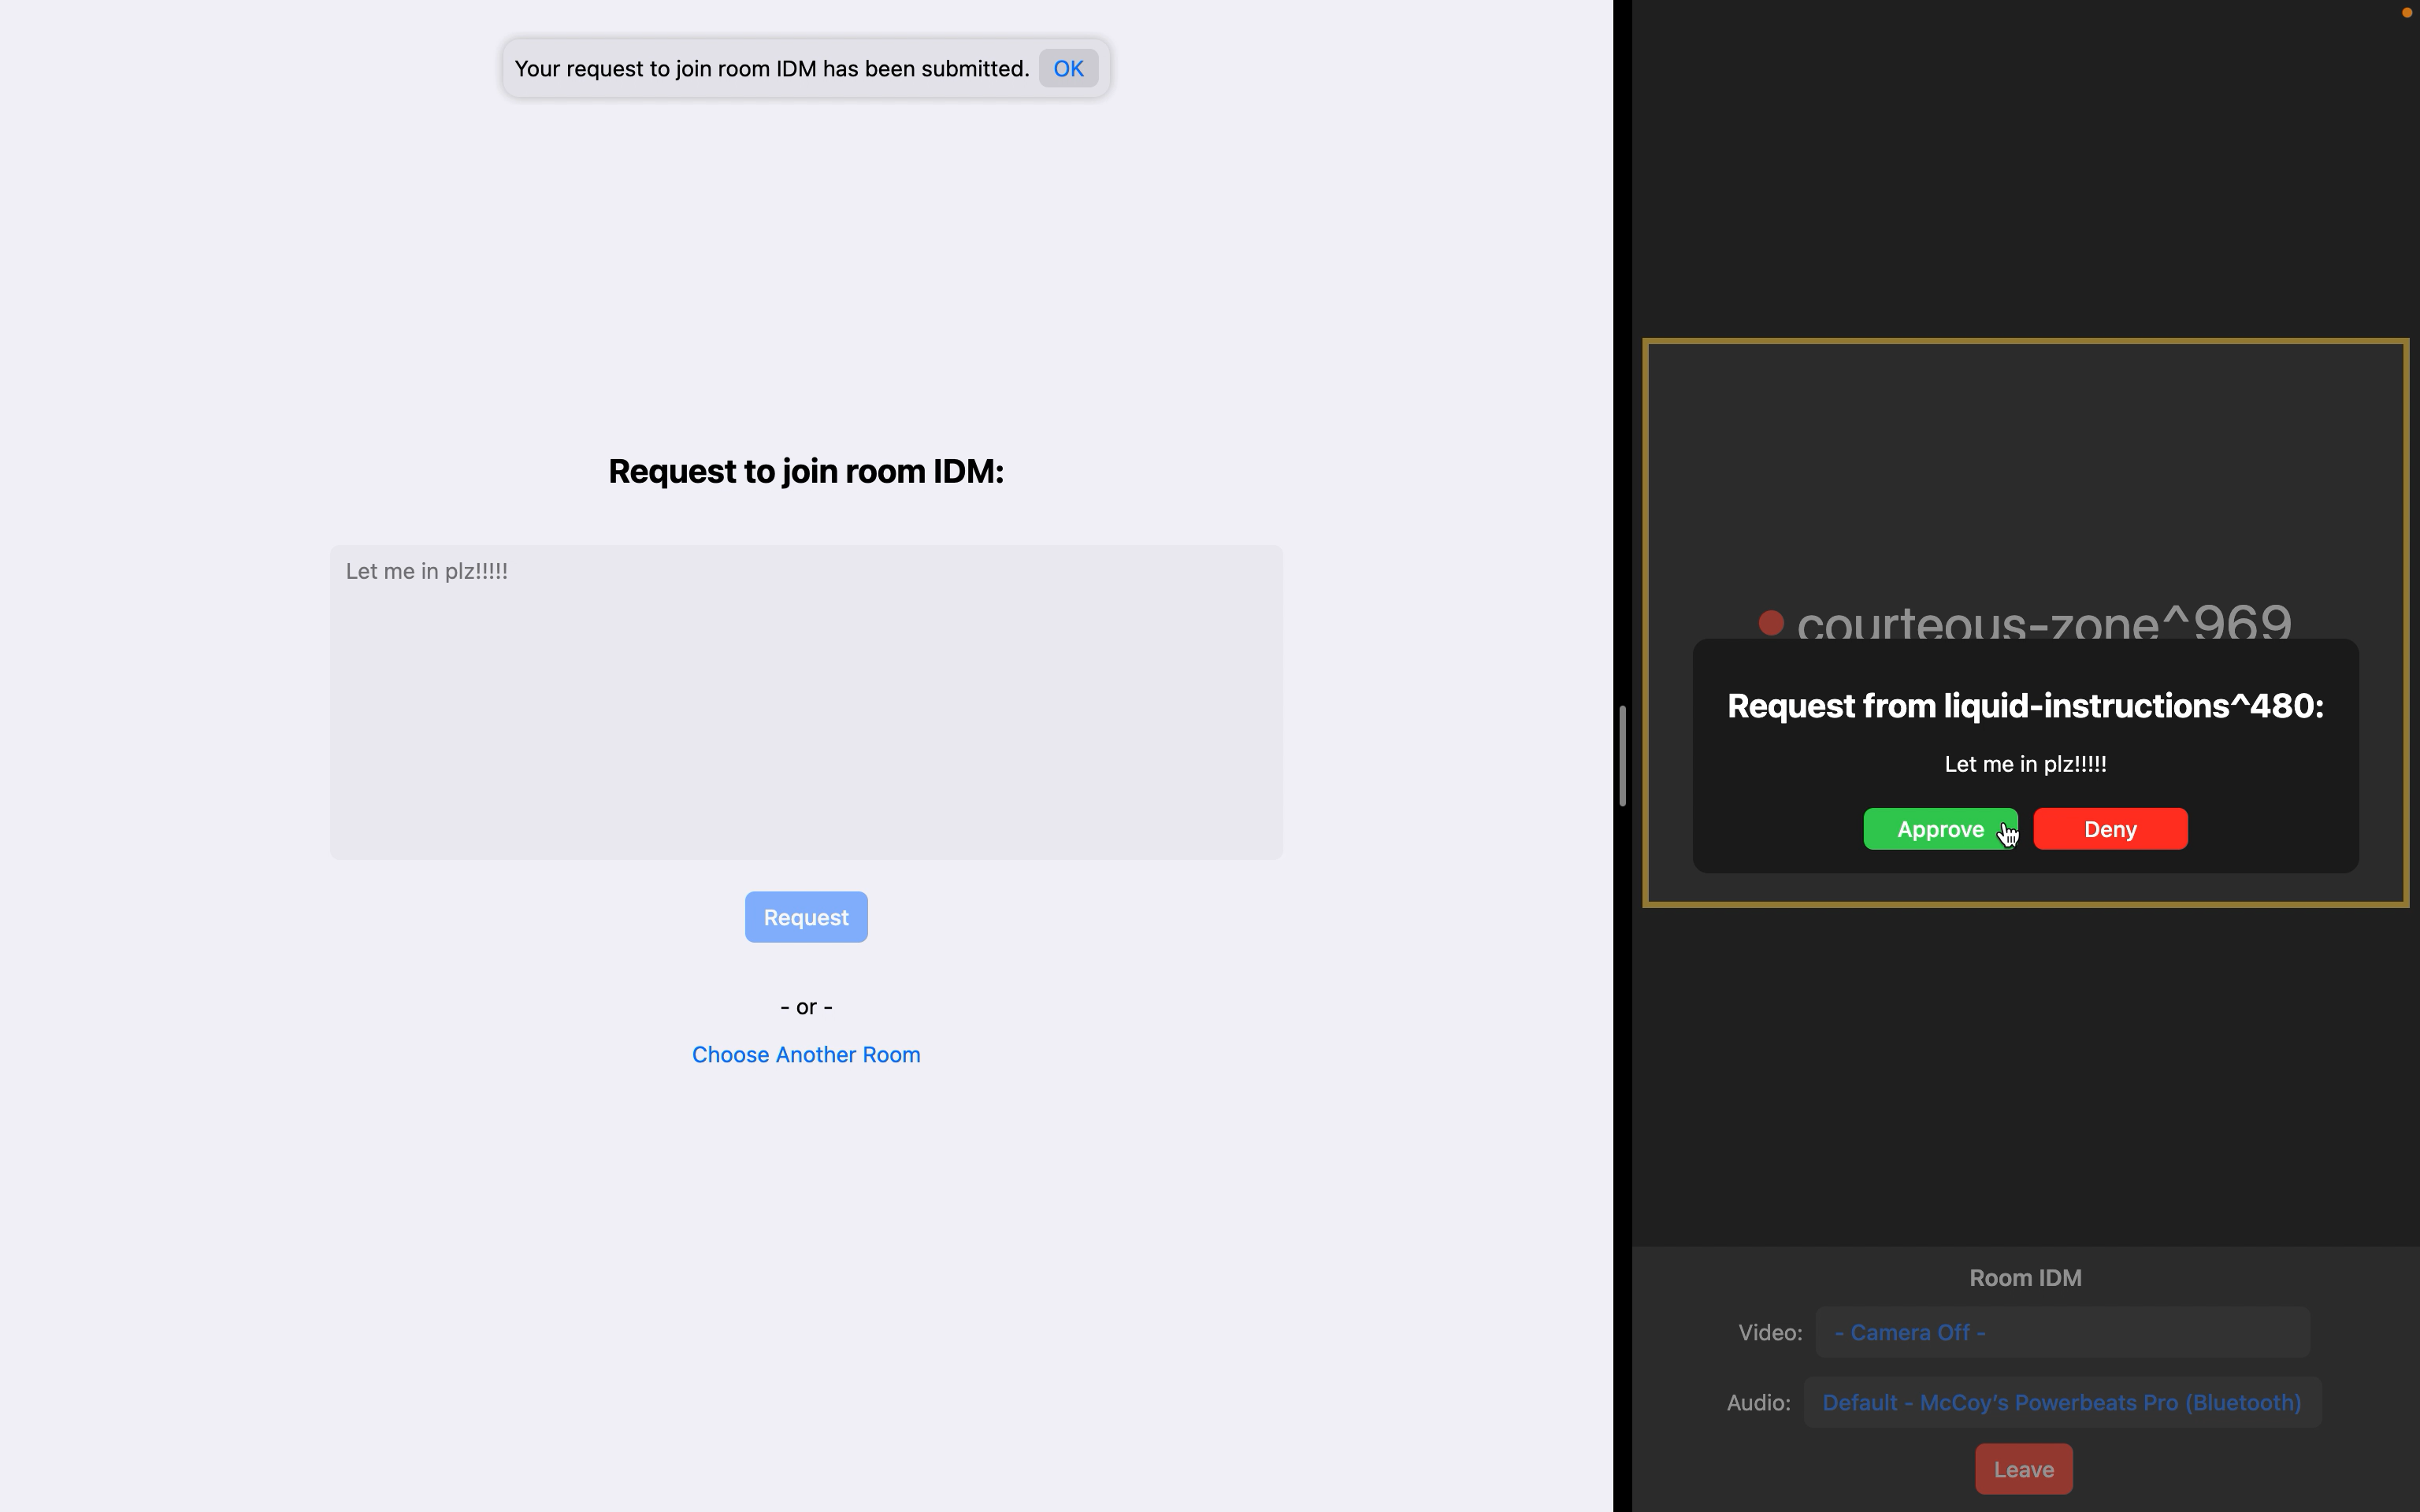 Your request to join room IDM has been submitted. OK
Request to join room IDM:
Let me in plz!!!!!
Request
- or -
Choose Another Room
courteous-zone^969
Request from liquid-instructions^480:
Let me in plz!!!!!
Approve Deny
Room IDM
Video: - Camera Off -
Audio: Default - McCoy’s Powerbeats Pro (Bluetooth)
Leave